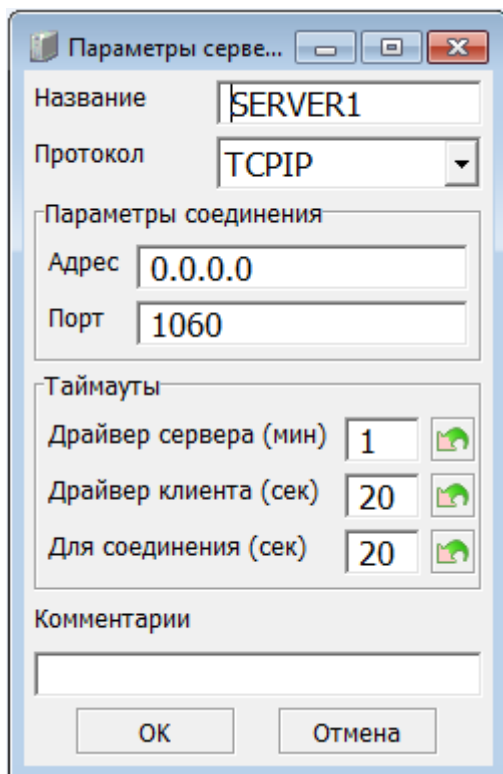 Параметры серве...
Название SERVER1
Протокол TCPIP
Параметры соединения
Адрес 0.0.0.0
Порт 1060
Таймауты
Драйвер сервера (мин) 1
Драйвер клиента (сек) 20
Для соединения (сек) 20
Комментарии
ОК Отмена